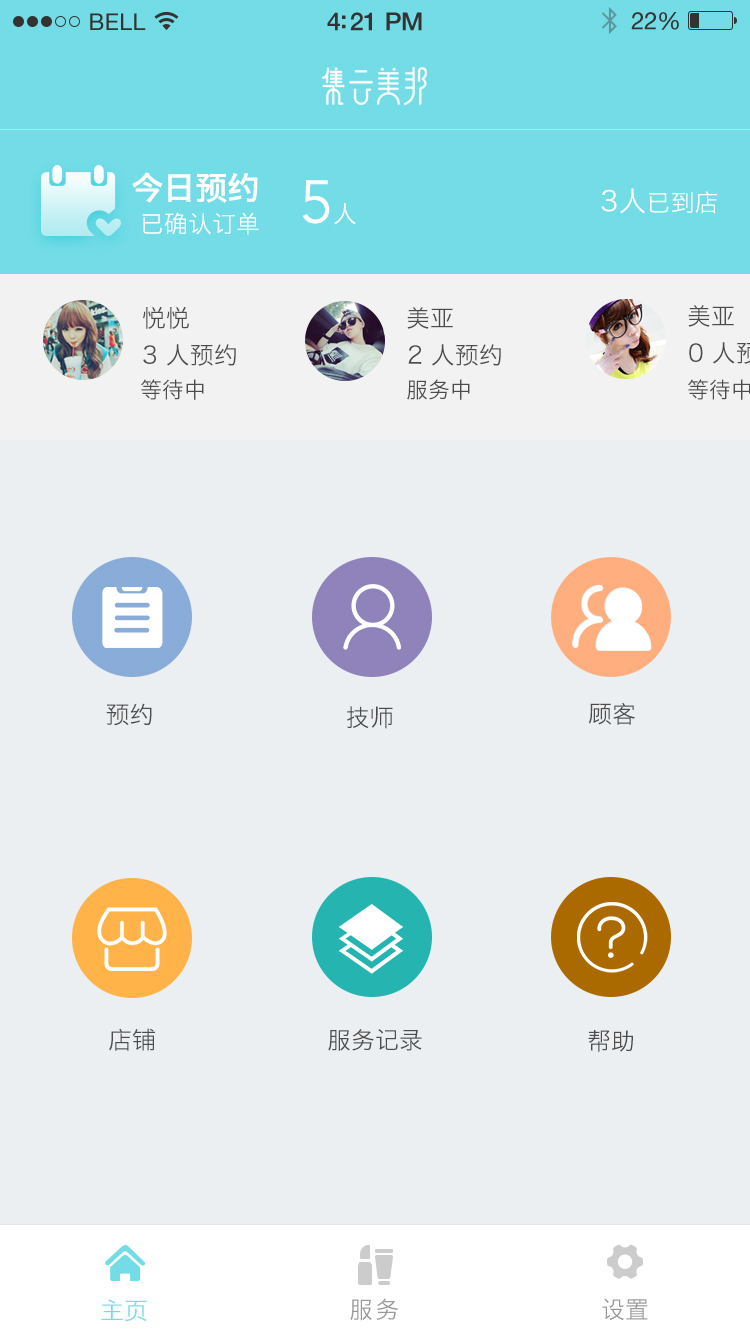 BELL 4:21 PM 22%
集云美邦
今日预约 5人 3人已到店
已确认订单
悦悦 美亚 美亚
3 人预约 2 人预约 0 人预
等待中 服务中 等待中
预约 技师 顾客
店铺 服务记录 帮助
主页 服务 设置